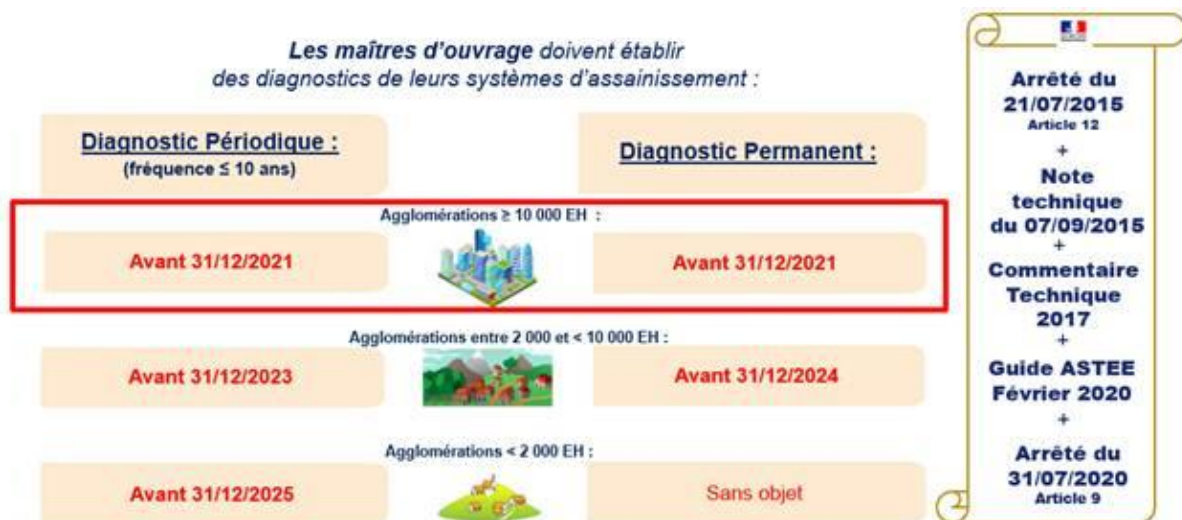 Les maîtres d'ouvrage doivent établir
des diagnostics de leurs systèmes d'assainissement :
Diagnostic Périodique :
(fréquence ≤ 10 ans)
Diagnostic Permanent :
Agglomérations ≥ 10 000 EH :
Avant 31/12/2021
Avant 31/12/2021
Agglomérations entre 2 000 et < 10 000 EH :
Avant 31/12/2023
Avant 31/12/2024
Agglomérations < 2 000 EH :
Avant 31/12/2025
Sans objet
Arrêté du
21/07/2015
Article 12
+
Note
technique
du 07/09/2015
+
Commentaire
Technique
2017
+
Guide ASTEE
Février 2020
+
Arrêté du
31/07/2020
Article 9